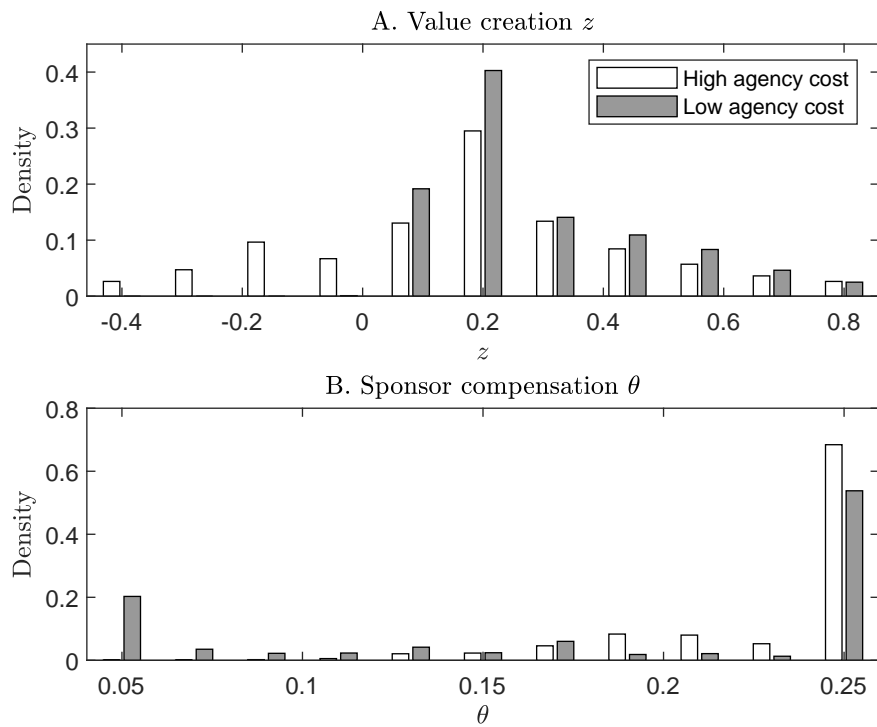 A. Value creation z
0.4
0.3
0.2
0.1
0
Density
High agency cost
Low agency cost
-0.4 -0.2 0 0.2 0.4 0.6 0.8
z
B. Sponsor compensation θ
0.8
0.6
0.4
0.2
0
Density
0.05 0.1 0.15 0.2 0.25
θ